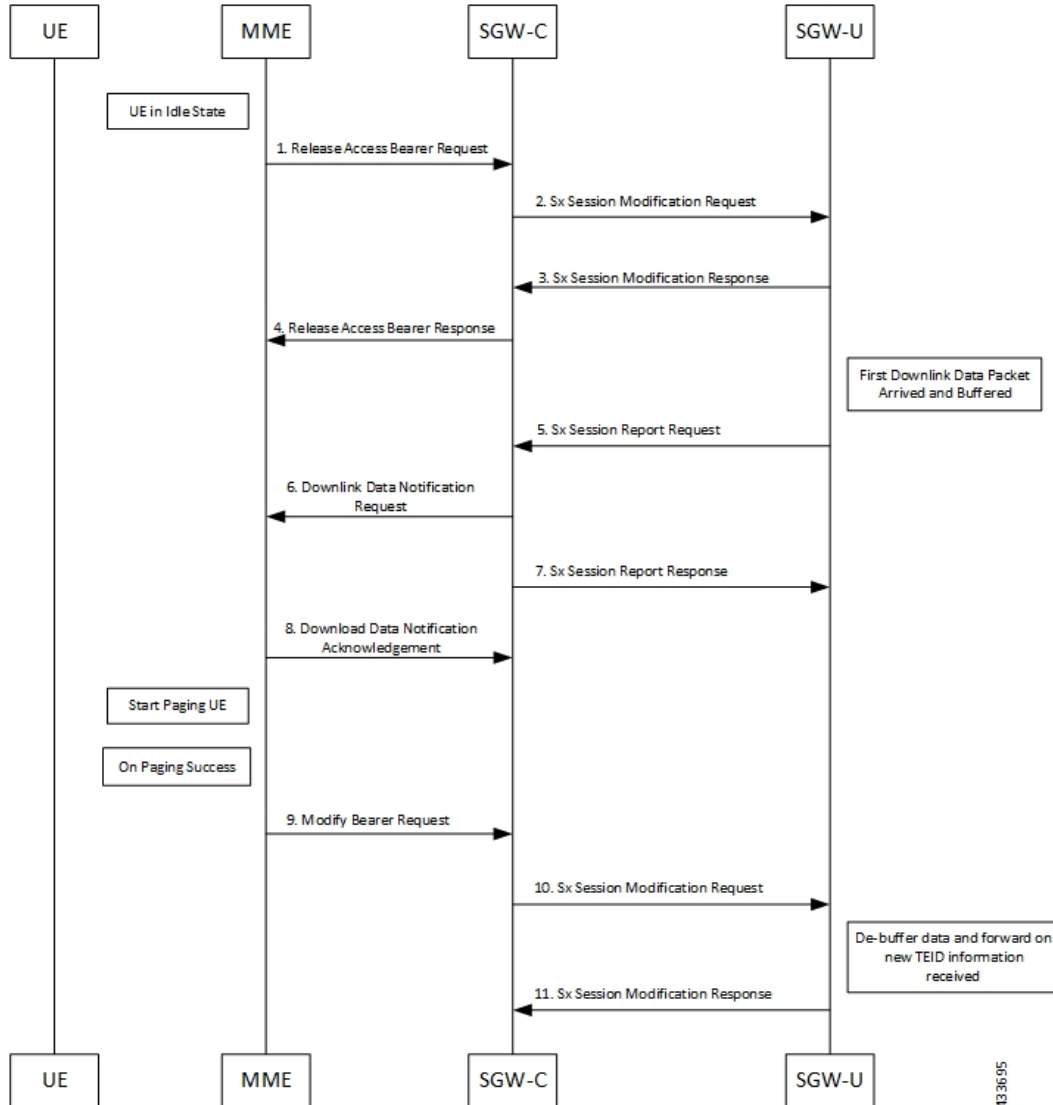 UE
MME
SGW-C
SGW-U
UE in Idle State
1. Release Access Bearer Request
2. Sx Session Modification Request
3. Sx Session Modification Response
4. Release Access Bearer Response
First Downlink Data Packet
Arrived and Buffered
5. Sx Session Report Request
6. Downlink Data Notification
Request
7. Sx Session Report Response
8. Download Data Notification
Acknowledgement
Start Paging UE
On Paging Success
9. Modify Bearer Request
10. Sx Session Modification Request
De-buffer data and forward on
new TEID information
received
11. Sx Session Modification Response
UE
MME
SGW-C
SGW-U
433695